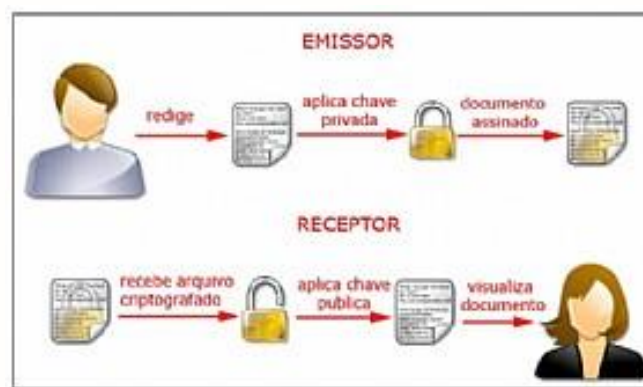 EMISSOR
redige
aplica chave
privada
documento
assinado
RECEPTOR
recebe arquivo
criptografado
aplica chave
publica
visualiza
documento